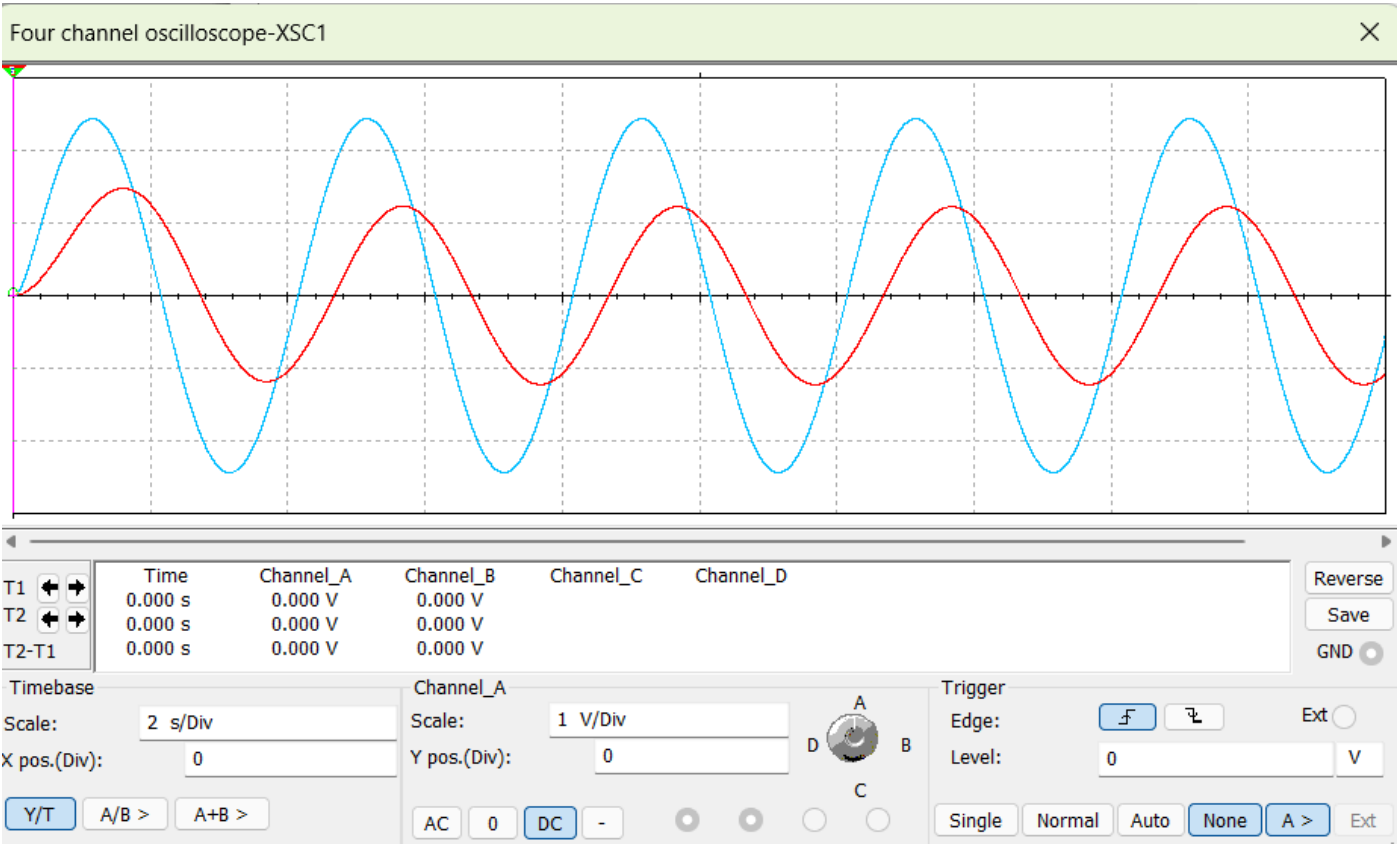 Four channel oscilloscope-XSC1
T1
T2
T2-T1
Time Channel_A Channel_B Channel_C Channel_D
0.000 s 0.000 V 0.000 V
0.000 s 0.000 V 0.000 V
0.000 s 0.000 V 0.000 V
Reverse
Save
GND
Timebase
Scale: 2 s/Div
X pos.(Div): 0
Y/T A/B > A+B >
Channel_A
Scale: 1 V/Div
Y pos.(Div): 0
AC 0 DC -
A
D B
C
Trigger
Edge: Ext
Level: 0 V
Single Normal Auto None A > Ext